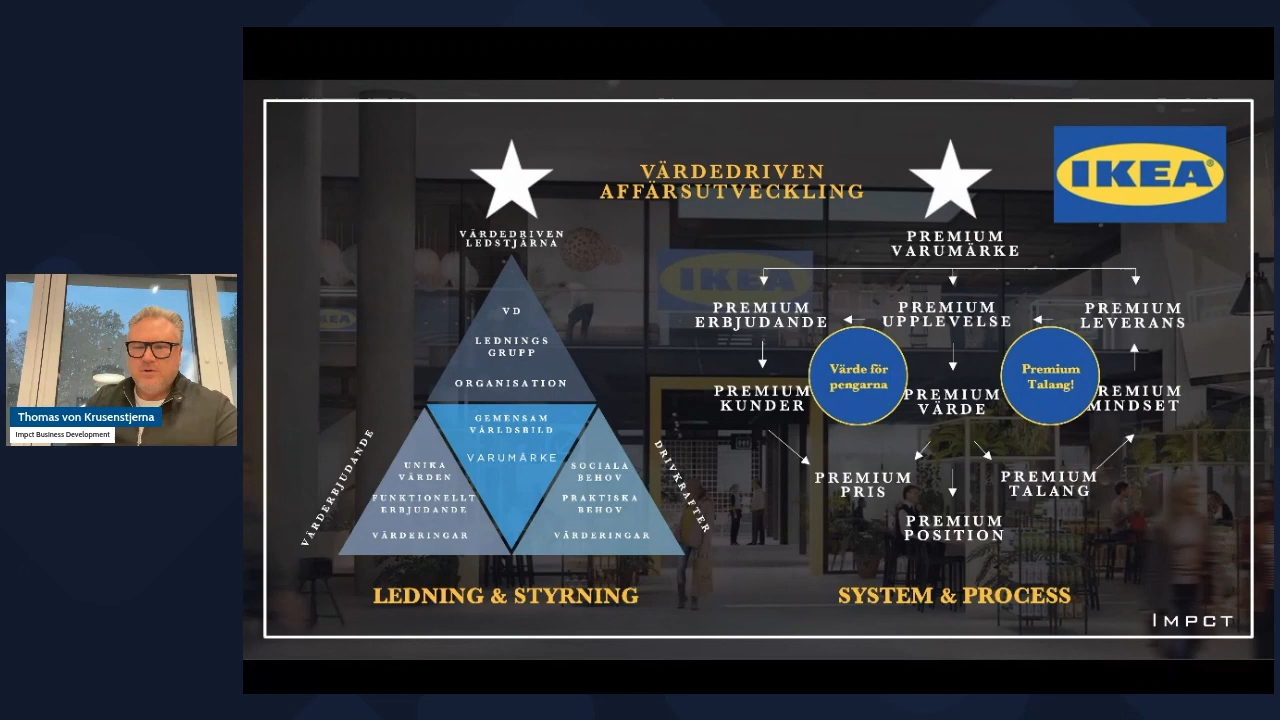 VÄRDEDRIVEN
AFFÄRSUTVECKLING
IKEA®
VÄRDEDRIVEN
LEDSTJÄRNA
VD
LEDNINGS
GRUPP
ORGANISATION
GEMENSAM
VÄRLDSBILD
VARUMÄRKE
UNIKA
VÄRDEN
FUNKTIONELLT
ERBJUDANDE
VÄRDERINGAR
SOCIALA
BEHOV
PRAKTISKA
BEHOV
VÄRDERINGAR
VÄRDERBJUDANDE
DRIVKRAFTER
LEDNING & STYRNING
PREMIUM
VARUMÄRKE
PREMIUM
ERBJUDANDE
PREMIUM
UPPLEVELSE
PREMIUM
LEVERANS
IKEA
IKEA
Värde för
pengarna
Premium
Talang!
PREMIUM
KUNDER
PREMIUM
VÄRDE
PREMIUM
MINDSET
PREMIUM
PRIS
PREMIUM
TALANG
PREMIUM
POSITION
SYSTEM & PROCESS
IMPCT
Thomas von Krusenstjerna
Impct Business Development